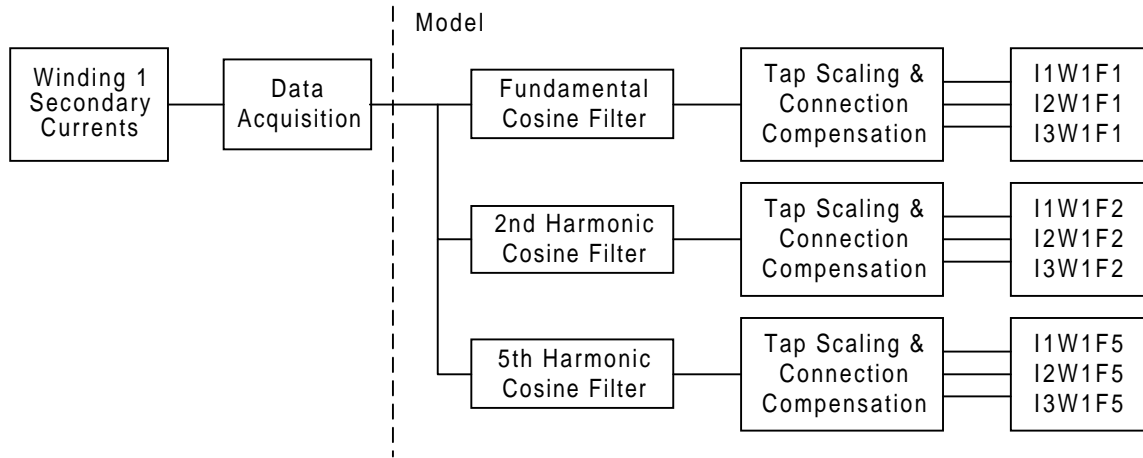 Model
Winding 1
Secondary
Currents
Data
Acquisition
Fundamental
Cosine Filter
Tap Scaling &
Connection
Compensation
I1W1F1
I2W1F1
I3W1F1
2nd Harmonic
Cosine Filter
Tap Scaling &
Connection
Compensation
I1W1F2
I2W1F2
I3W1F2
5th Harmonic
Cosine Filter
Tap Scaling &
Connection
Compensation
I1W1F5
I2W1F5
I3W1F5